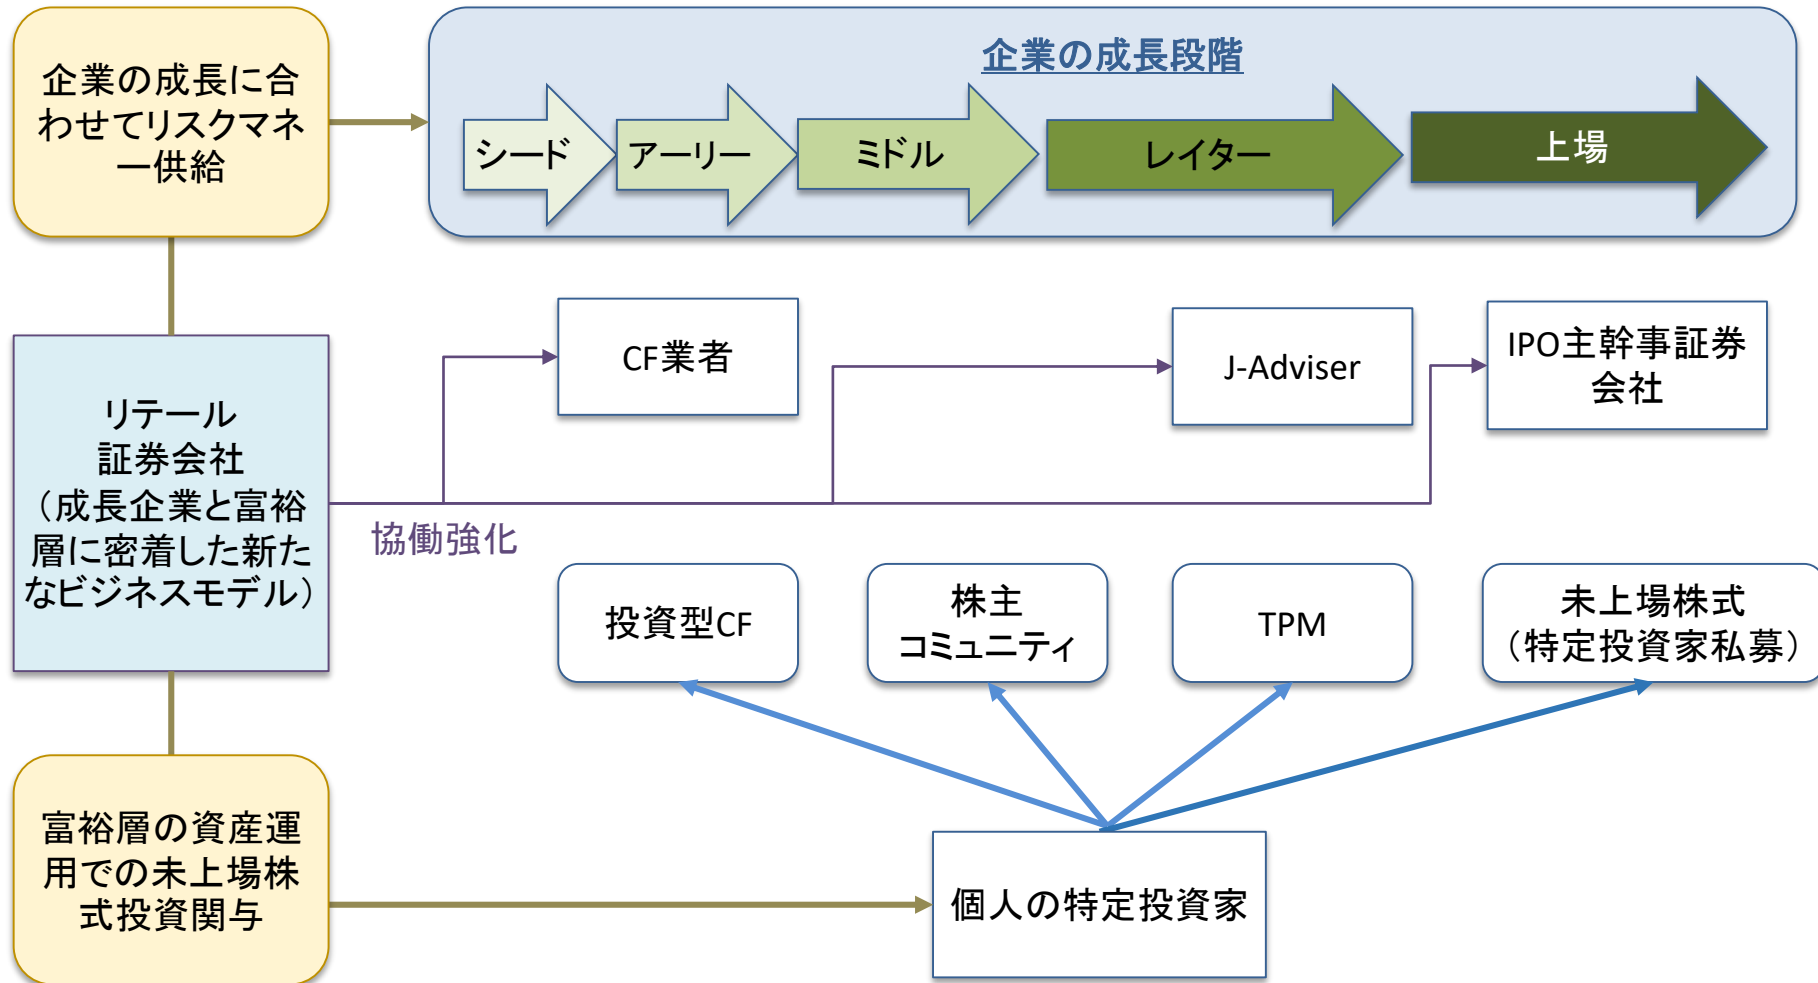 企業の成長に合
わせてリスクマネ
ー供給
企業の成長段階
シード
アーリー
ミドル
レイター
上場
CF業者
J-Adviser
IPO主幹事証券
会社
リテール
証券会社
（成長企業と富裕
層に密着した新た
なビジネスモデル）
協働強化
投資型CF
株主
コミュニティ
TPM
未上場株式
（特定投資家私募）
富裕層の資産運
用での未上場株
式投資関与
個人の特定投資家